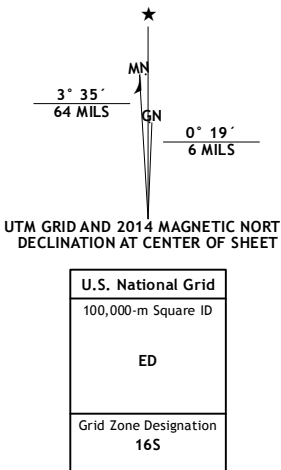 ★
MN
3° 35´
64 MILS
GN
0° 19´
6 MILS
UTM GRID AND 2014 MAGNETIC NORT
DECLINATION AT CENTER OF SHEET
U.S. National Grid
100,000-m Square ID
ED
Grid Zone Designation
16S